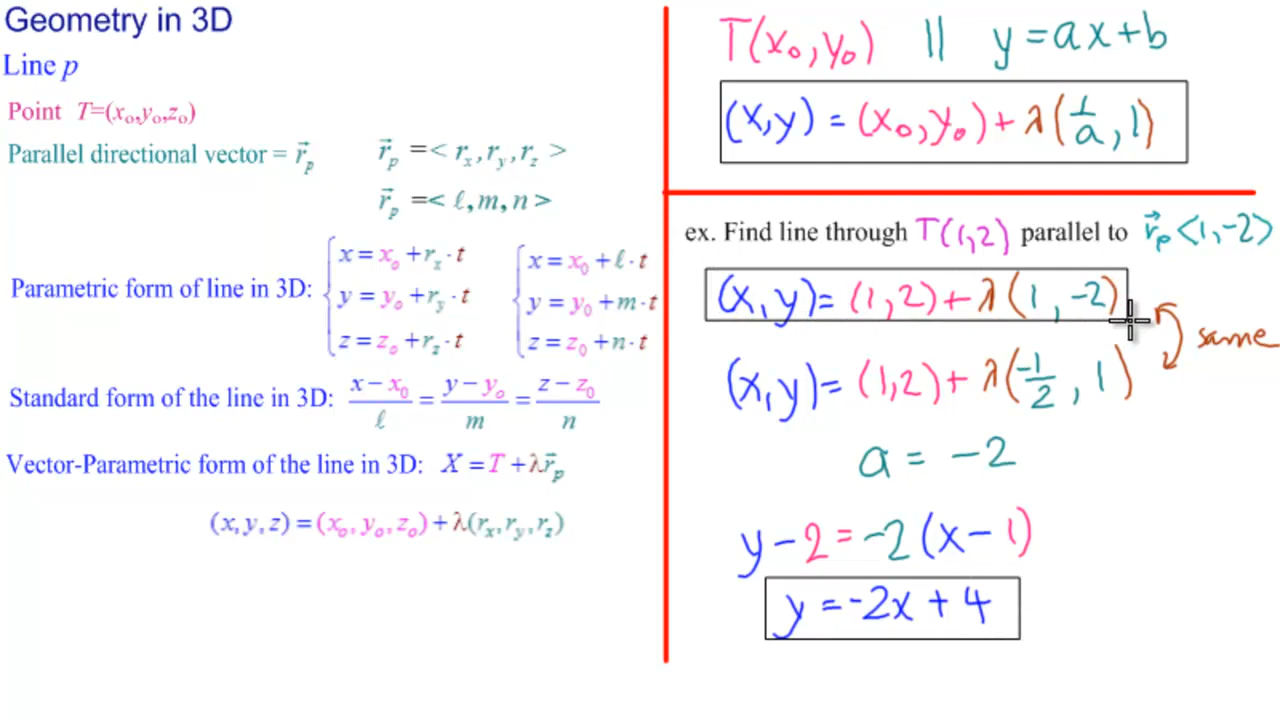 Geometry in 3D
Line p
Point T=(x₀,y₀,z₀)
Parallel directional vector = r⃗ₚ r⃗ₚ =< rₓ, r_y, r_z >
r⃗ₚ =< ℓ, m, n >
Parametric form of line in 3D:
x = x₀ + rₓ · t
y = y₀ + r_y · t
z = z₀ + r_z · t
x = x₀ + ℓ · t
y = y₀ + m · t
z = z₀ + n · t
Standard form of the line in 3D: (x − x₀)/ℓ = (y − y₀)/m = (z − z₀)/n
Vector-Parametric form of the line in 3D: X = T + λr⃗ₚ
(x, y, z) = (x₀, y₀, z₀) + λ(rₓ, r_y, r_z)
T(x₀, y₀) || y = ax + b
(x, y) = (x₀, y₀) + λ(1/a, 1)
ex. Find line through T(1,2) parallel to r⃗ₚ <1, -2>
(x, y) = (1, 2) + λ(1, -2)
same
(x, y) = (1, 2) + λ(-1/2, 1)
a = -2
y - 2 = -2(x - 1)
y = -2x + 4